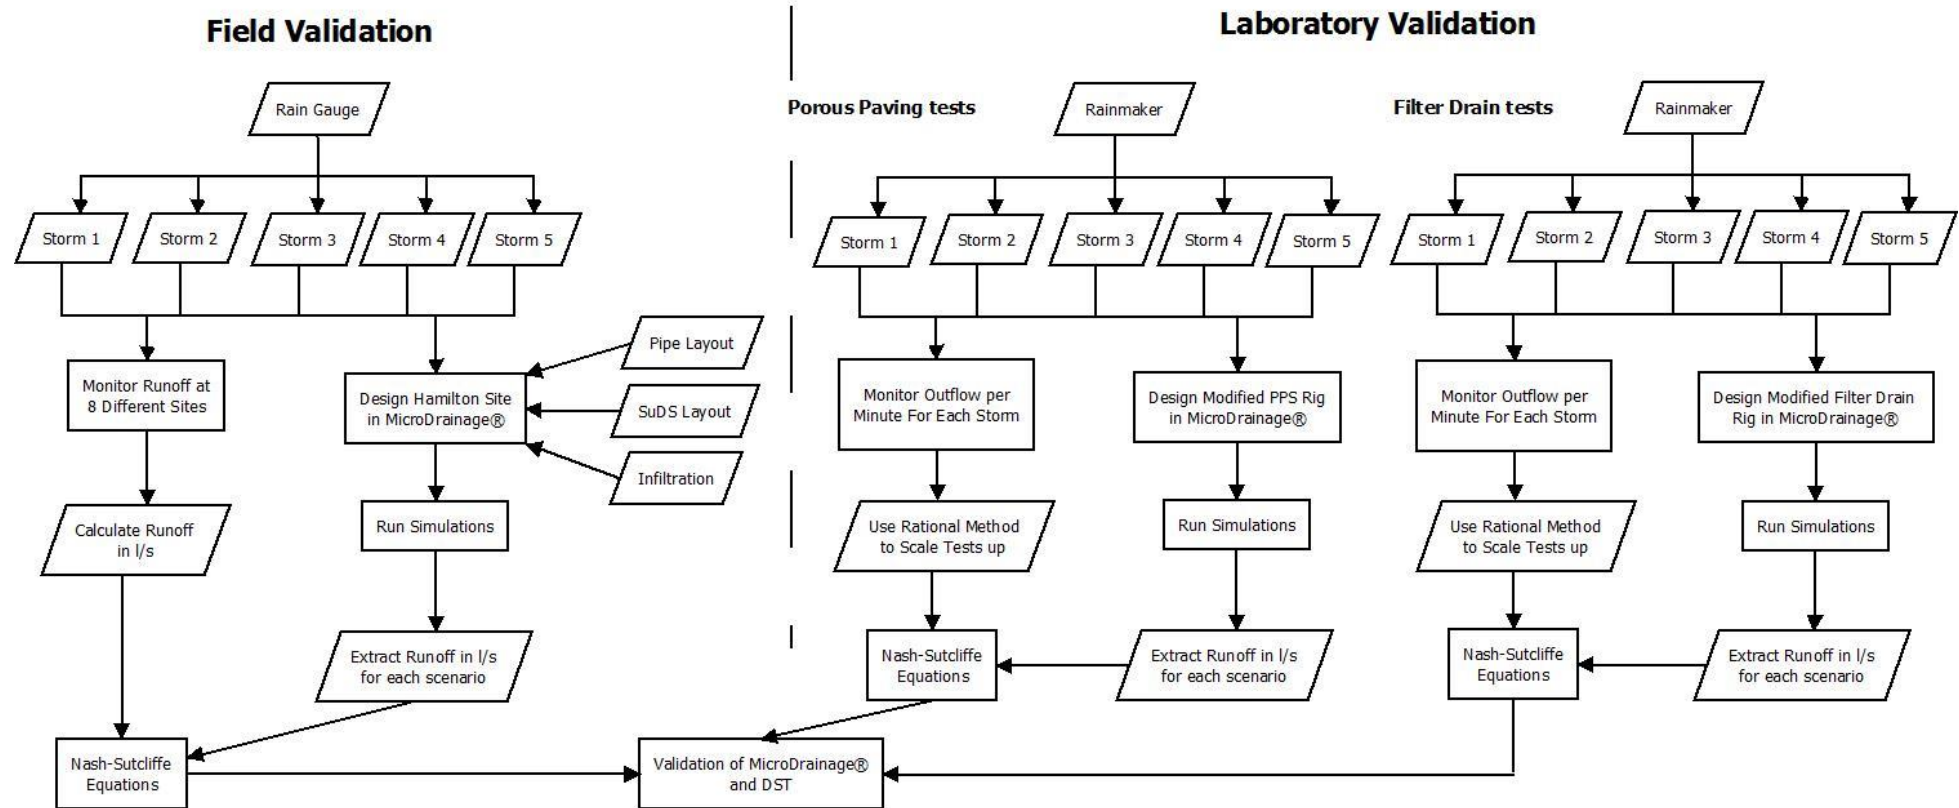 Field Validation
Rain Gauge
Storm 1
Storm 2
Storm 3
Storm 4
Storm 5
Monitor Runoff at
8 Different Sites
Design Hamilton Site
in MicroDrainage®
Pipe Layout
SuDS Layout
Infiltration
Calculate Runoff
in l/s
Run Simulations
Extract Runoff in l/s
for each scenario
Nash-Sutcliffe
Equations
Laboratory Validation
Porous Paving tests
Rainmaker
Storm 1
Storm 2
Storm 3
Storm 4
Storm 5
Monitor Outflow per
Minute For Each Storm
Design Modified PPS Rig
in MicroDrainage®
Use Rational Method
to Scale Tests up
Run Simulations
Nash-Sutcliffe
Equations
Extract Runoff in l/s
for each scenario
Filter Drain tests
Rainmaker
Storm 1
Storm 2
Storm 3
Storm 4
Storm 5
Monitor Outflow per
Minute For Each Storm
Design Modified Filter Drain
Rig in MicroDrainage®
Use Rational Method
to Scale Tests up
Run Simulations
Nash-Sutcliffe
Equations
Extract Runoff in l/s
for each scenario
Validation of MicroDrainage®
and DST